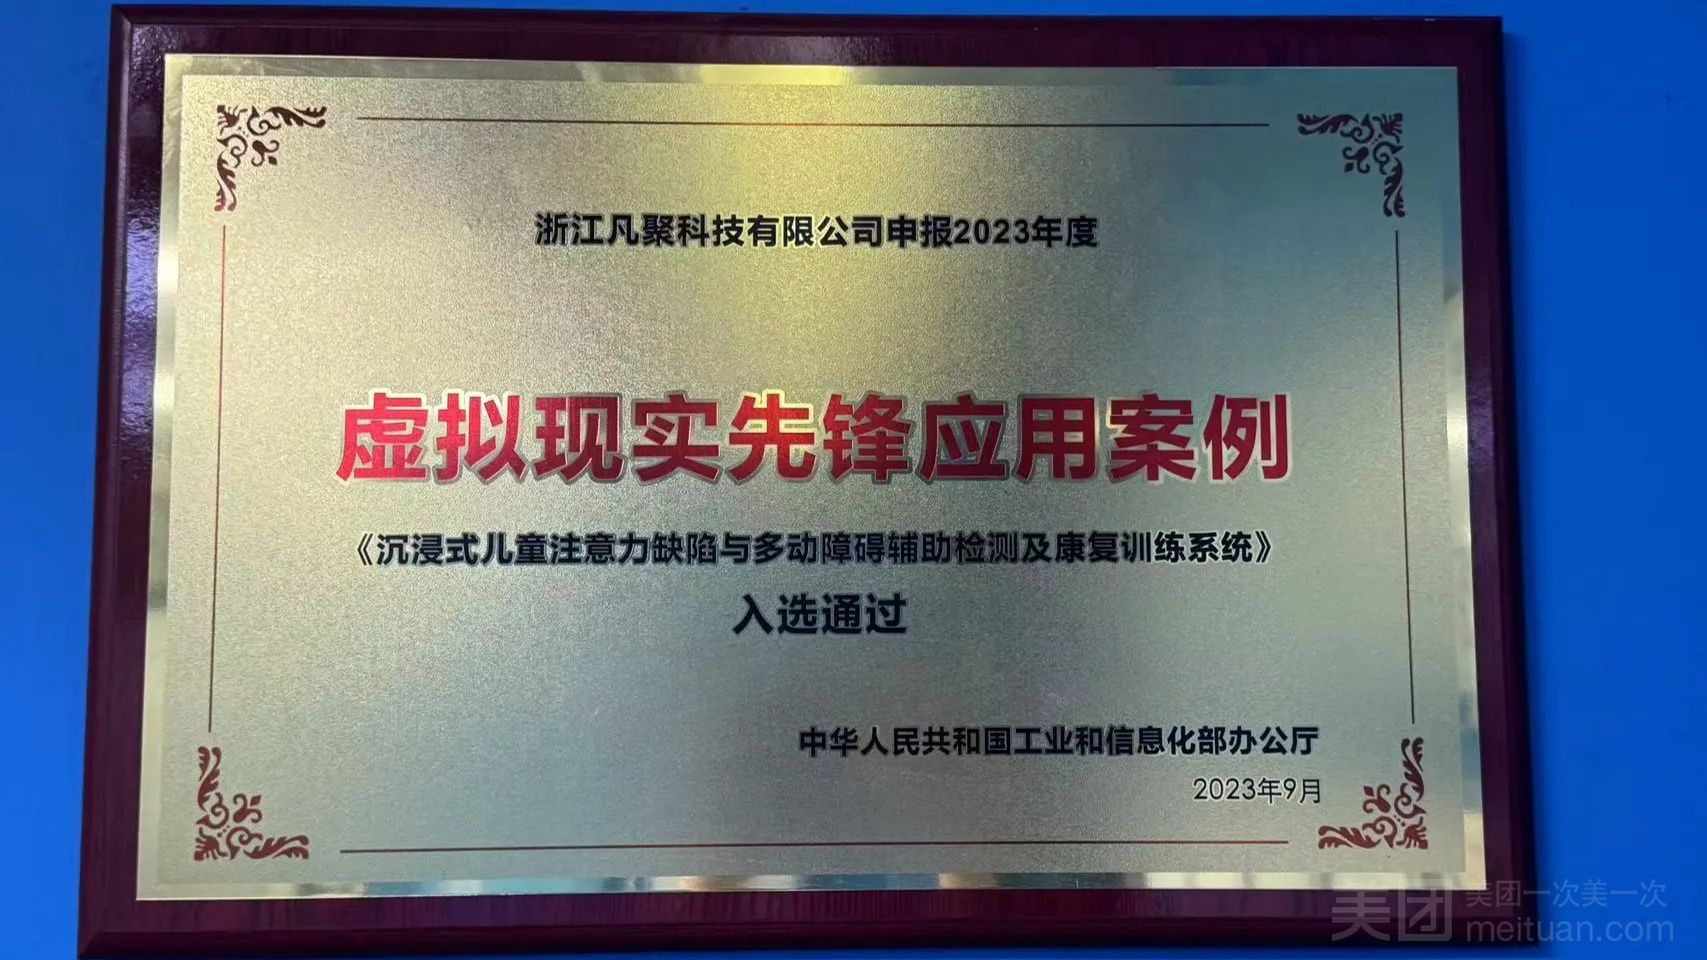 浙江凡聚科技有限公司申报2023年度
虚拟现实先锋应用案例
《沉浸式儿童注意力缺陷与多动障碍辅助检测及康复训练系统》
入选通过
中华人民共和国工业和信息化部办公厅
2023年9月
美团
美团一次美一次
meituan.com